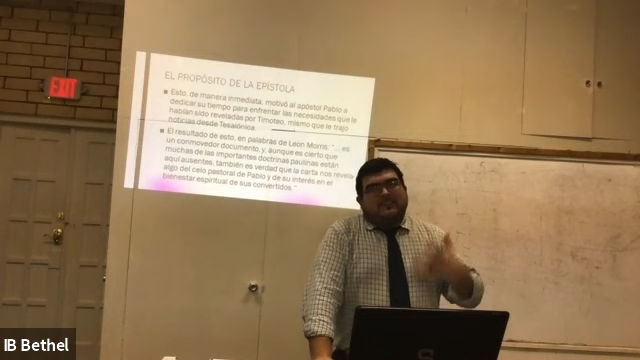 EXIT
EL PROPÓSITO DE LA EPÍSTOLA
Esto, de manera inmediata, motivó al apóstol Pablo a
dedicar su tiempo para enfrentar las necesidades que le
habían sido reveladas por Timoteo, mismo que le trajo
noticias desde Tesalónica.
El resultado de esto, en palabras de Leon Morris: "... es
un conmovedor documento, y, aunque es cierto que
muchas de las importantes doctrinas paulinas están
aquí ausentes, también es verdad que la carta nos revela
algo del celo pastoral de Pablo y de su interés en el
bienestar espiritual de sus convertidos."
IB Bethel